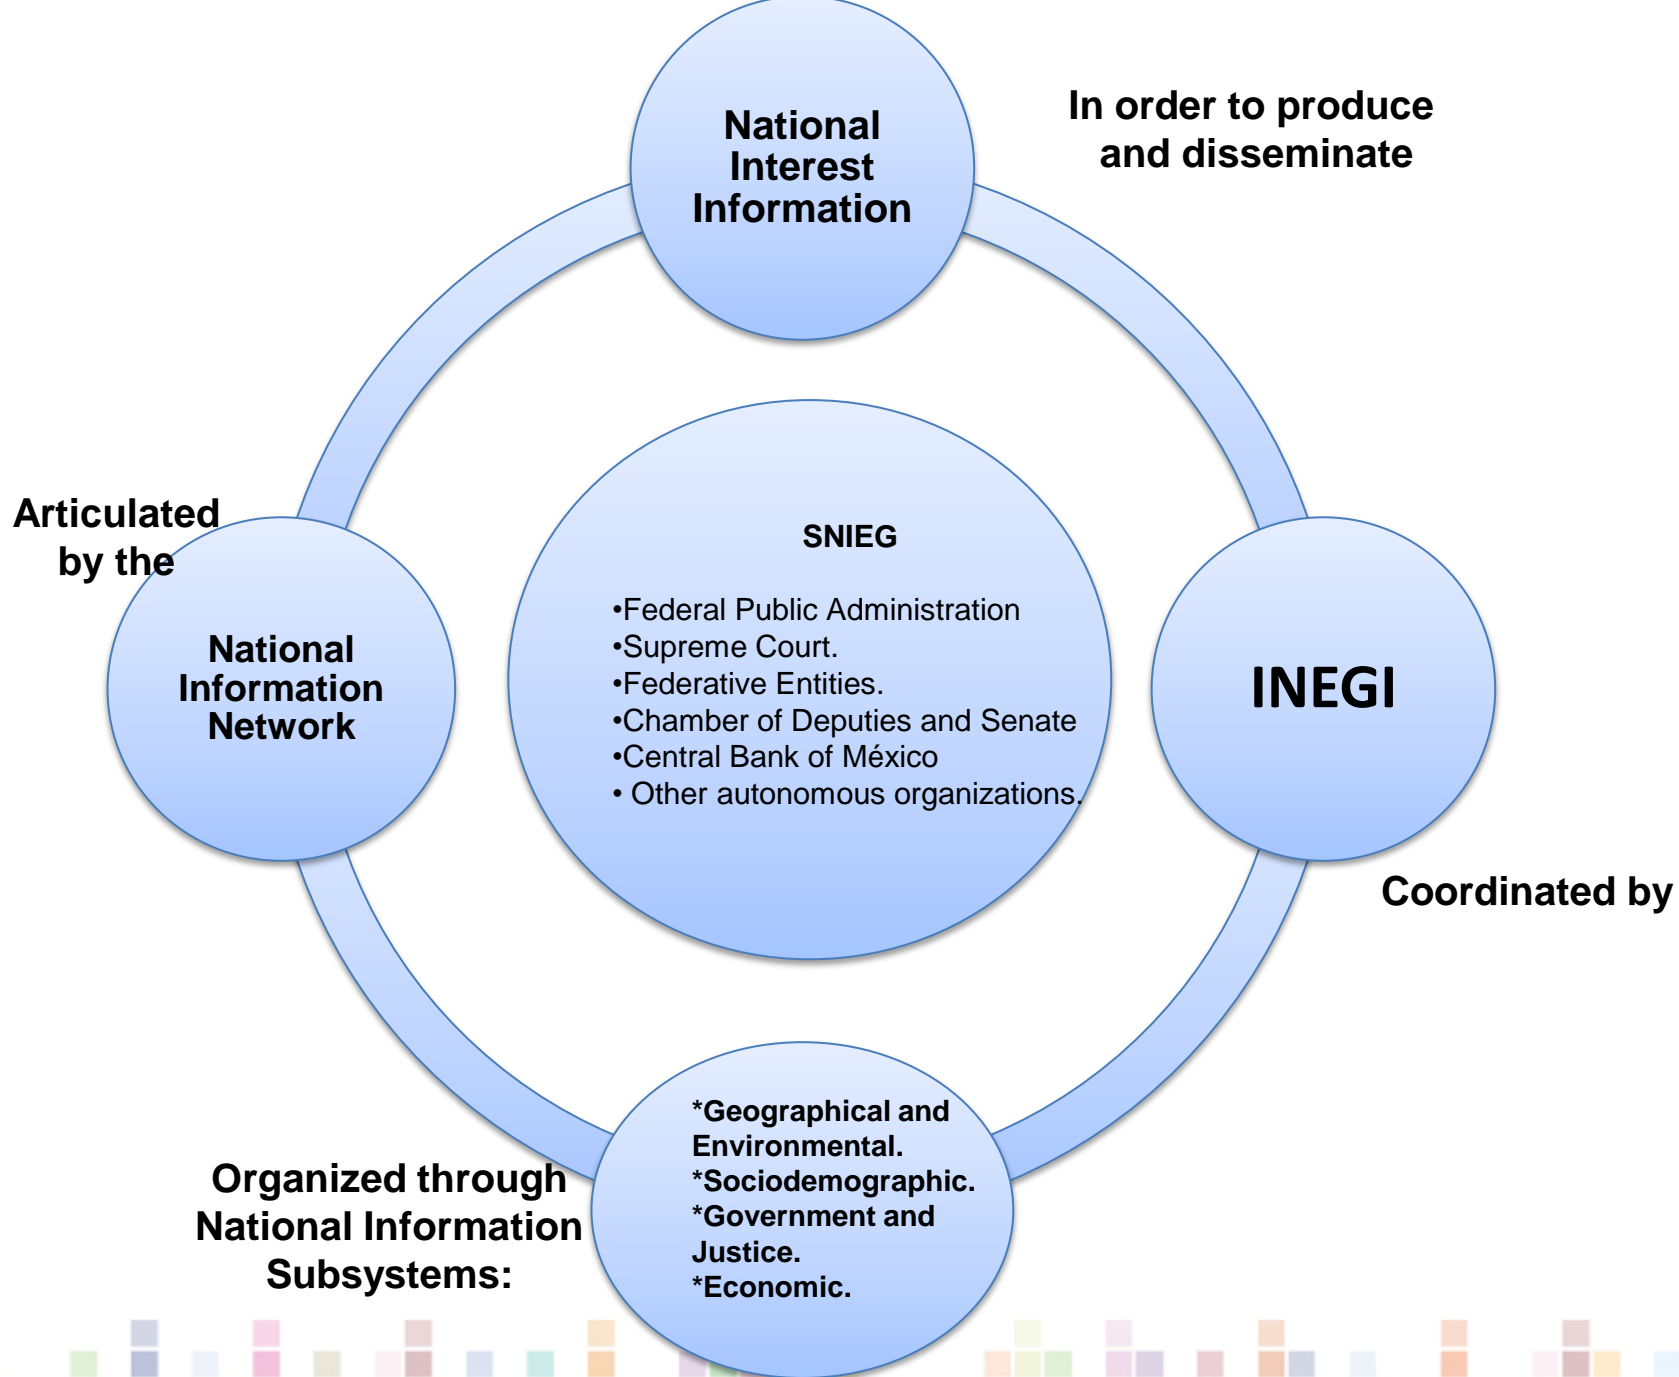 In order to produce
and disseminate
National
Interest
Information
Articulated
by the
National
Information
Network
SNIEG
•Federal Public Administration
•Supreme Court.
•Federative Entities.
•Chamber of Deputies and Senate
•Central Bank of México
• Other autonomous organizations.
INEGI
Coordinated by
Organized through
National Information
Subsystems:
*Geographical and
Environmental.
*Sociodemographic.
*Government and
Justice.
*Economic.